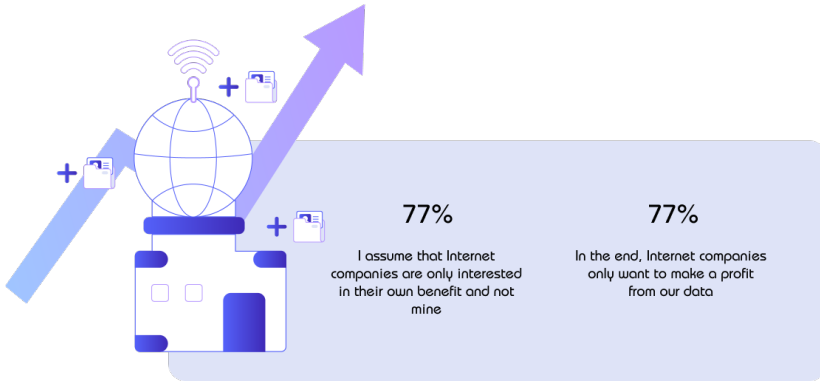 77%
I assume that Internet
companies are only interested
in their own benefit and not
mine
77%
In the end, Internet companies
only want to make a profit
from our data